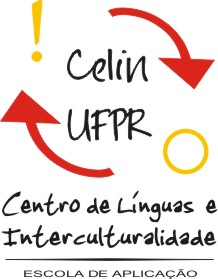 !
Celin
UFPR
Centro de Línguas e
Interculturalidade
ESCOLA DE APLICAÇÃO